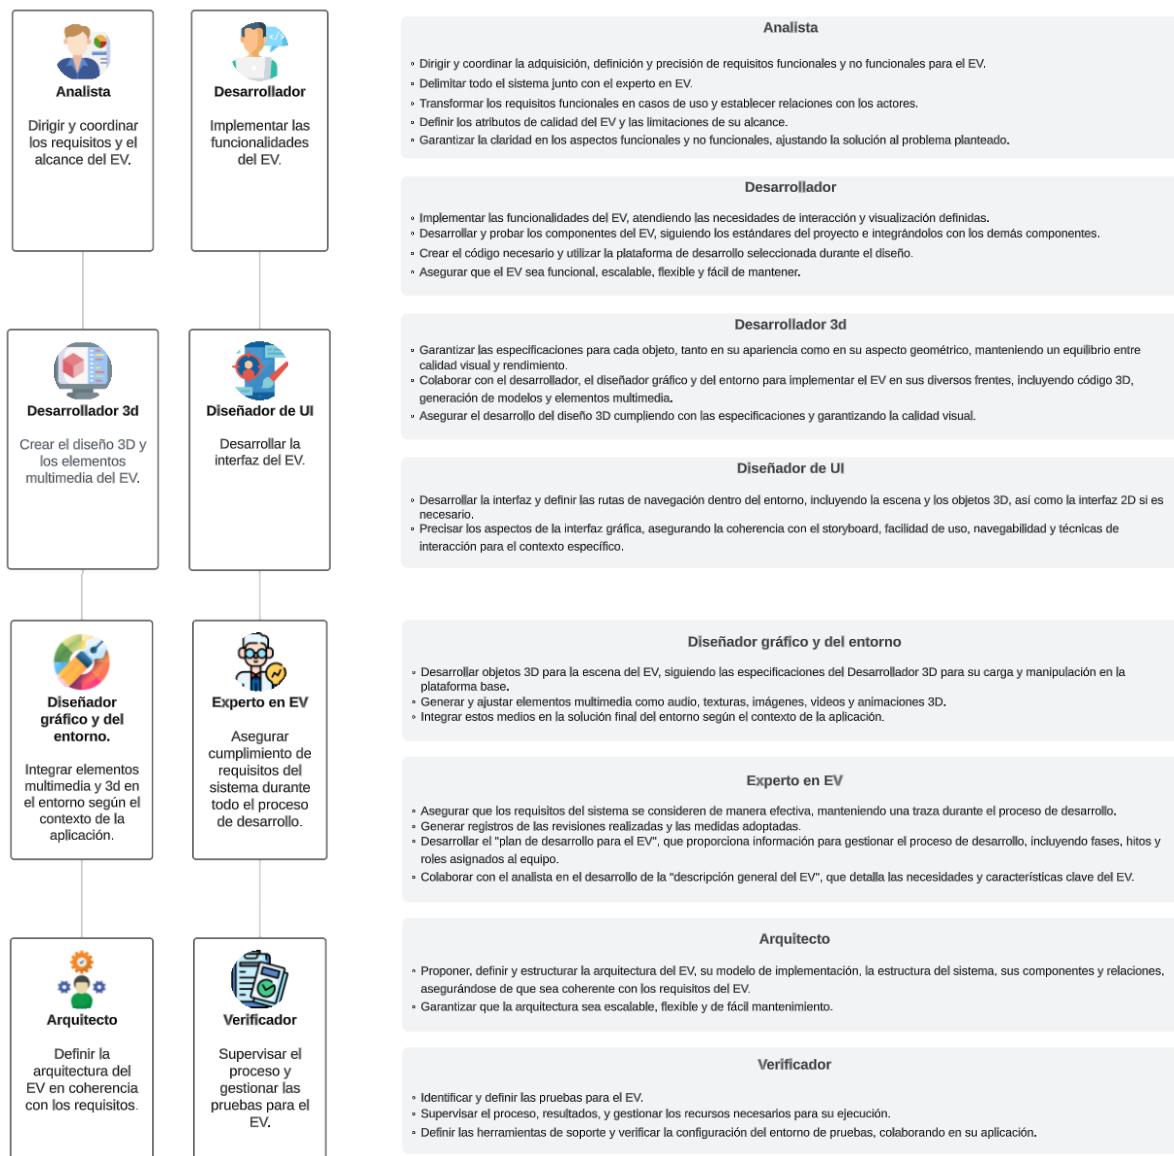 Analista
Dirigir y coordinar
los requisitos y el
alcance del EV.
Desarrollador
Implementar las
funcionalidades
del EV.
Desarrollador 3d
Crear el diseño 3D y
los elementos
multimedia del EV.
Diseñador de UI
Desarrollar la
interfaz del EV.
Diseñador
gráfico y del
entorno.
Integrar elementos
multimedia y 3d en
el entorno según el
contexto de la
aplicación.
Experto en EV
Asegurar
cumplimiento de
requisitos del
sistema durante
todo el proceso
de desarrollo.
Arquitecto
Definir la
arquitectura del
EV en coherencia
con los requisitos.
Verificador
Supervisar el
proceso y
gestionar las
pruebas para el
EV.
Analista
• Dirigir y coordinar la adquisición, definición y precisión de requisitos funcionales y no funcionales para el EV.
• Delimitar todo el sistema junto con el experto en EV.
• Transformar los requisitos funcionales en casos de uso y establecer relaciones con los actores.
• Definir los atributos de calidad del EV y las limitaciones de su alcance.
• Garantizar la claridad en los aspectos funcionales y no funcionales, ajustando la solución al problema planteado.
Desarrollador
• Implementar las funcionalidades del EV, atendiendo las necesidades de interacción y visualización definidas.
• Desarrollar y probar los componentes del EV, siguiendo los estándares del proyecto e integrándolos con los demás componentes.
• Crear el código necesario y utilizar la plataforma de desarrollo seleccionada durante el diseño.
• Asegurar que el EV sea funcional, escalable, flexible y fácil de mantener.
Desarrollador 3d
• Garantizar las especificaciones para cada objeto, tanto en su apariencia como en su aspecto geométrico, manteniendo un equilibrio entre
calidad visual y rendimiento.
• Colaborar con el desarrollador, el diseñador gráfico y del entorno para implementar el EV en sus diversos frentes, incluyendo código 3D,
generación de modelos y elementos multimedia.
• Asegurar el desarrollo del diseño 3D cumpliendo con las especificaciones y garantizando la calidad visual.
Diseñador de UI
• Desarrollar la interfaz y definir las rutas de navegación dentro del entorno, incluyendo la escena y los objetos 3D, así como la interfaz 2D si es
necesario.
• Precisar los aspectos de la interfaz gráfica, asegurando la coherencia con el storyboard, facilidad de uso, navegabilidad y técnicas de
interacción para el contexto específico.
Diseñador gráfico y del entorno
• Desarrollar objetos 3D para la escena del EV, siguiendo las especificaciones del Desarrollador 3D para su carga y manipulación en la
plataforma base.
• Generar y ajustar elementos multimedia como audio, texturas, imágenes, videos y animaciones 3D.
• Integrar estos medios en la solución final del entorno según el contexto de la aplicación.
Experto en EV
• Asegurar que los requisitos del sistema se consideren de manera efectiva, manteniendo una traza durante el proceso de desarrollo.
• Generar registros de las revisiones realizadas y las medidas adoptadas.
• Desarrollar el "plan de desarrollo para el EV", que proporciona información para gestionar el proceso de desarrollo, incluyendo fases, hitos y
roles asignados al equipo.
• Colaborar con el analista en el desarrollo de la "descripción general del EV", que detalla las necesidades y características clave del EV.
Arquitecto
• Proponer, definir y estructurar la arquitectura del EV, su modelo de implementación, la estructura del sistema, sus componentes y relaciones,
asegurándose de que sea coherente con los requisitos del EV.
• Garantizar que la arquitectura sea escalable, flexible y de fácil mantenimiento.
Verificador
• Identificar y definir las pruebas para el EV.
• Supervisar el proceso, resultados, y gestionar los recursos necesarios para su ejecución.
• Definir las herramientas de soporte y verificar la configuración del entorno de pruebas, colaborando en su aplicación.